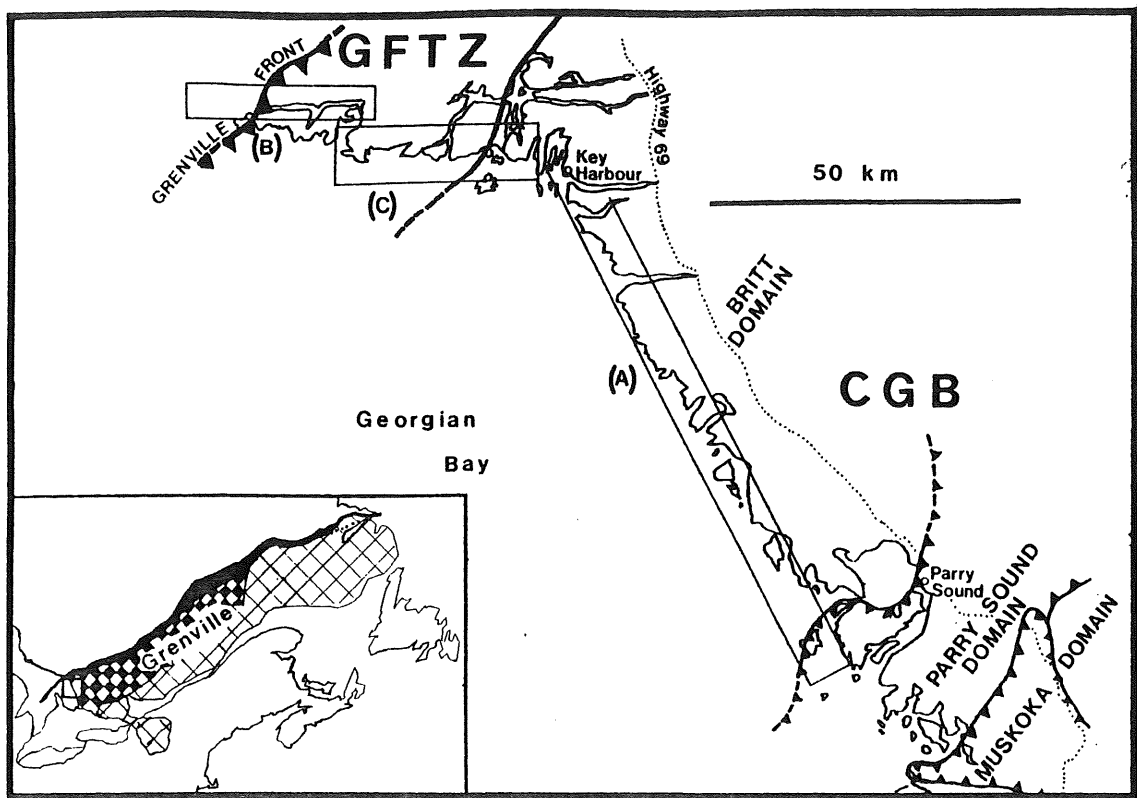 GFTZ
FRONT
GRENVILLE
(B)
Highway 69
Key
Harbour
(C)
50 km
BRITT
DOMAIN
(A)
CGB
Georgian
Bay
Parry
Sound
PARRY SOUND
DOMAIN
MUSKOKA DOMAIN
Grenville